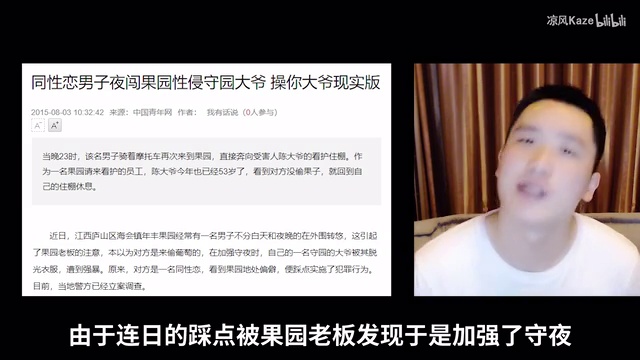 凉风Kaze bilibili
同性恋男子夜闯果园性侵守园大爷 操你大爷现实版
2015-08-03 10:32:42 来源:中国青年网 作者: 我有话说(0人参与)
A- A+
当晚23时,该名男子骑着摩托车再次来到果园,直接奔向受害人陈大爷的看护住棚。作
为一名果园请来看护的员工,陈大爷今年也已经53岁了,看到对方没偷果子,就回到自
己的住棚休息。
近日,江西庐山区海会镇年丰果园经常有一名男子不分白天和夜晚的在外围转悠,这引起
了果园老板的注意,本以为对方是来偷葡萄的,在加强守夜时,自己的一名守园的大爷被其脱
光衣服,遭到强暴。原来,对方是一名同性恋,看到果园地处偏僻,便踩点实施了犯罪行为。
目前,当地警方已经立案调查。
由于连日的踩点被果园老板发现于是加强了守夜